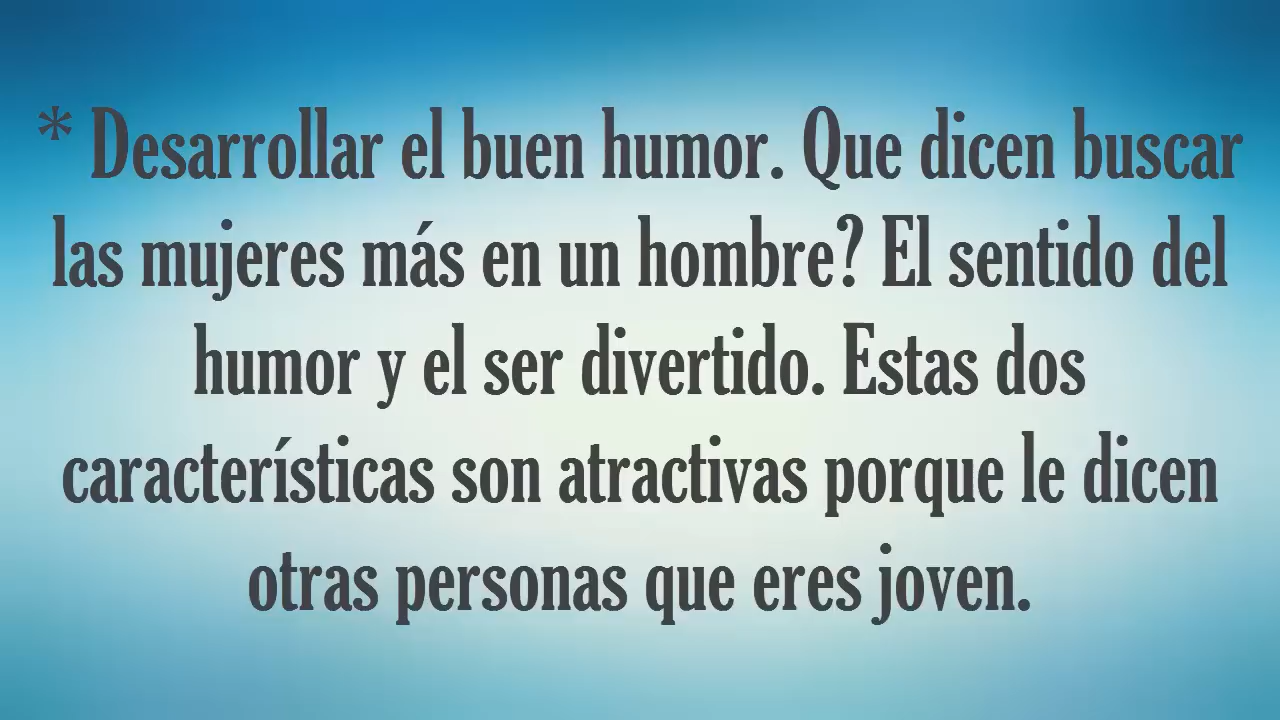 * Desarrollar el buen humor. Que dicen buscar
las mujeres más en un hombre? El sentido del
humor y el ser divertido. Estas dos
características son atractivas porque le dicen
otras personas que eres joven.